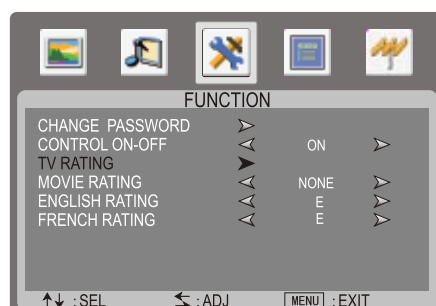 FUNCTION
CHANGE PASSWORD
CONTROL ON-OFF ON
TV RATING
MOVIE RATING NONE
ENGLISH RATING E
FRENCH RATING E
: SEL : ADJ MENU : EXIT